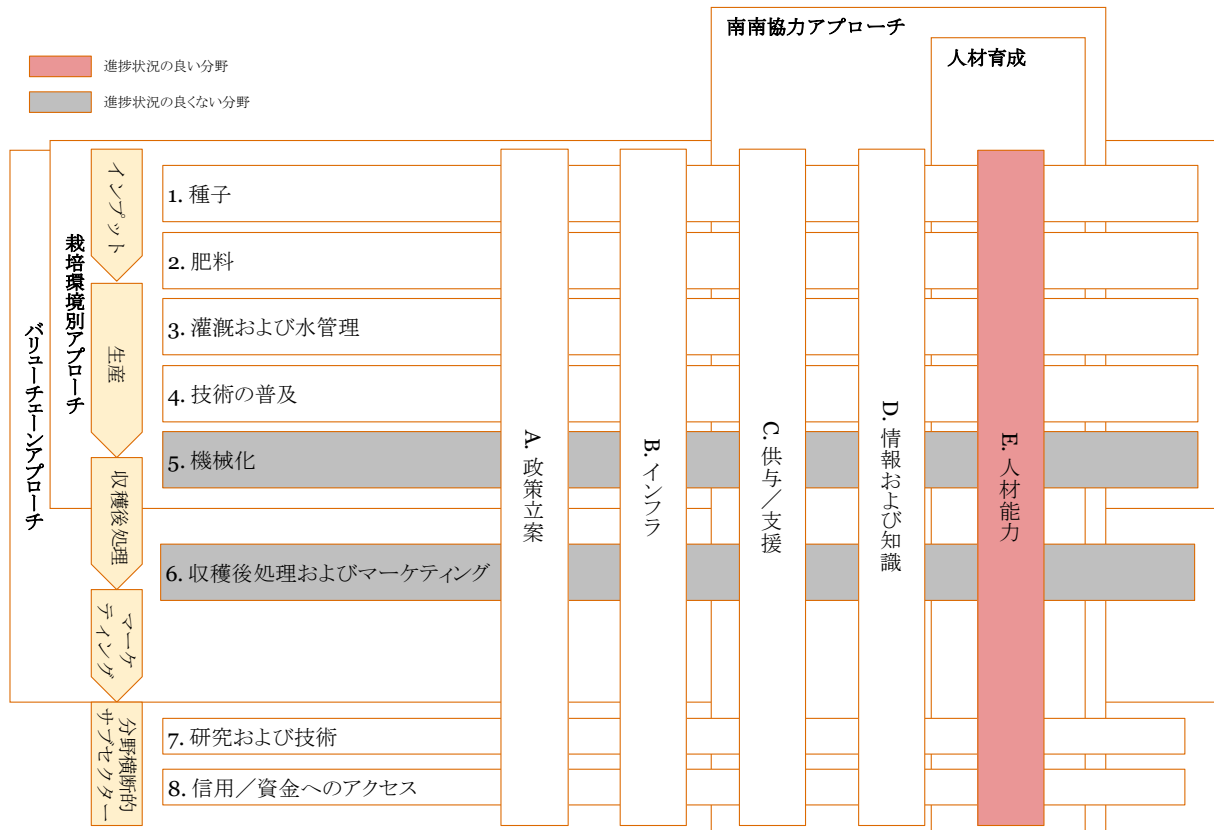 南南協力アプローチ
人材育成
進捗状況の良い分野
進捗状況の良くない分野
バリューチェーンアプローチ
栽培環境別アプローチ
インプット
生産
収穫後処理
マーケ
ティング
分野横断的
サブセクター
1. 種子
2. 肥料
3. 灌漑および水管理
4. 技術の普及
5. 機械化
6. 収穫後処理およびマーケティング
7. 研究および技術
8. 信用／資金へのアクセス
A. 政策立案
B. インフラ
C. 供与／支援
D. 情報および知識
E. 人材能力